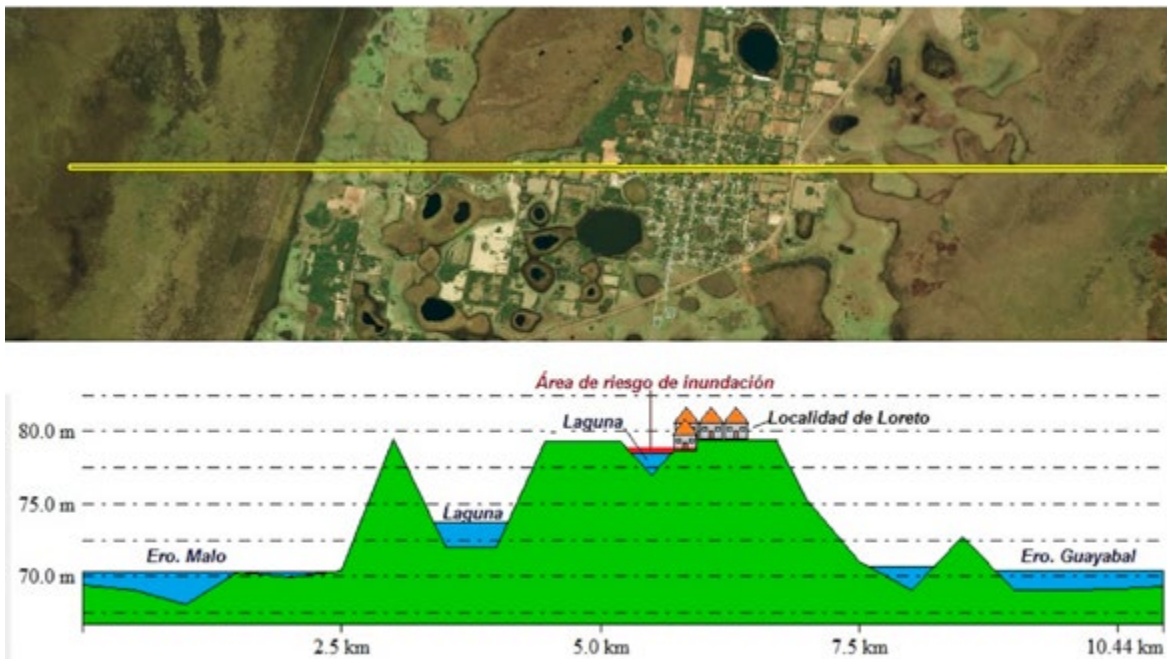 Área de riesgo de inundación
80.0 m
Laguna
Localidad de Loreto
75.0 m
Laguna
Ero. Malo
Ero. Guayabal
70.0 m
2.5 km
5.0 km
7.5 km
10.44 km